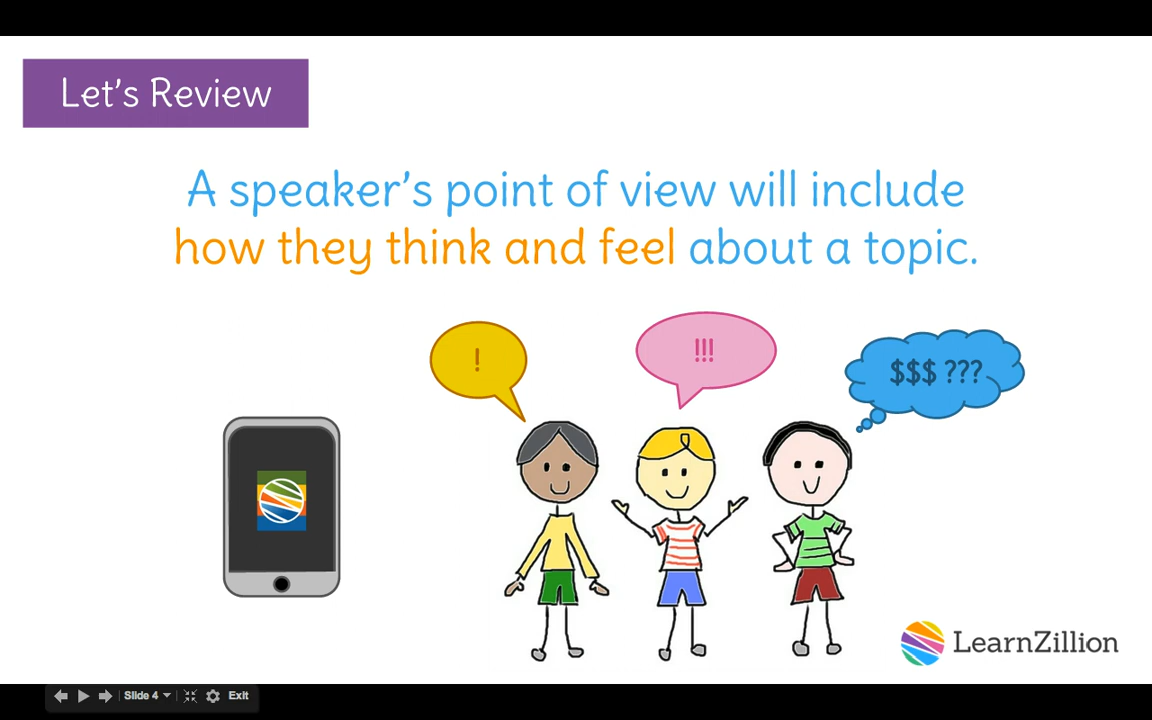 Let's Review
A speaker's point of view will include
how they think and feel about a topic.
!
!!!
$$$ ???
LearnZillion
Slide 4
Exit